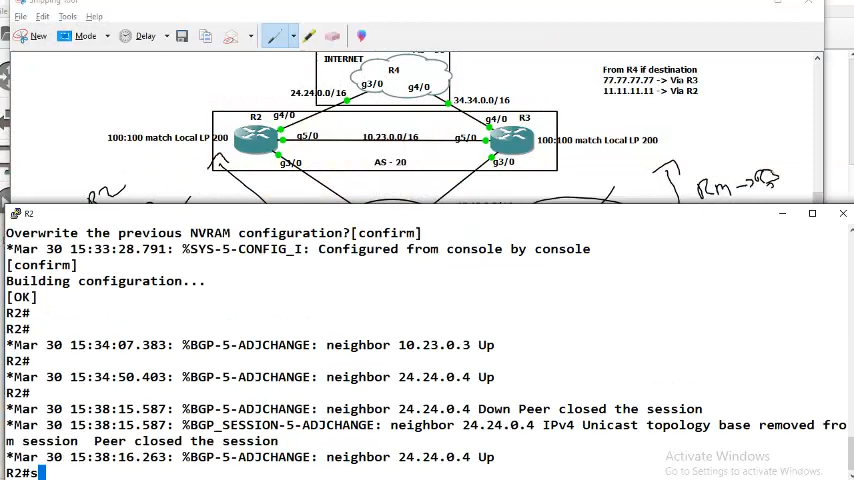 Snipping Tool
File Edit Tools Help
New Mode Delay
INTERNET
R4
g3/0
g4/0
24.24.0.0/16
34.34.0.0/16
From R4 if destination
77.77.77.77 -> Via R3
11.11.11.11 -> Via R2
R2
g4/0
g5/0
10.23.0.0/16
g5/0
g4/0
R3
100:100 match Local LP 200
100:100 match Local LP 200
g3/0
AS - 20
g3/0
R2
R2
Overwrite the previous NVRAM configuration?[confirm]
*Mar 30 15:33:28.791: %SYS-5-CONFIG_I: Configured from console by console
[confirm]
Building configuration...
[OK]
R2#
R2#
*Mar 30 15:34:07.383: %BGP-5-ADJCHANGE: neighbor 10.23.0.3 Up
R2#
*Mar 30 15:34:50.403: %BGP-5-ADJCHANGE: neighbor 24.24.0.4 Up
R2#
*Mar 30 15:38:15.587: %BGP-5-ADJCHANGE: neighbor 24.24.0.4 Down Peer closed the session
*Mar 30 15:38:15.587: %BGP_SESSION-5-ADJCHANGE: neighbor 24.24.0.4 IPv4 Unicast topology base removed fro
m session  Peer closed the session
*Mar 30 15:38:16.263: %BGP-5-ADJCHANGE: neighbor 24.24.0.4 Up
R2#s
Activate Windows
Go to Settings to activate Windows.